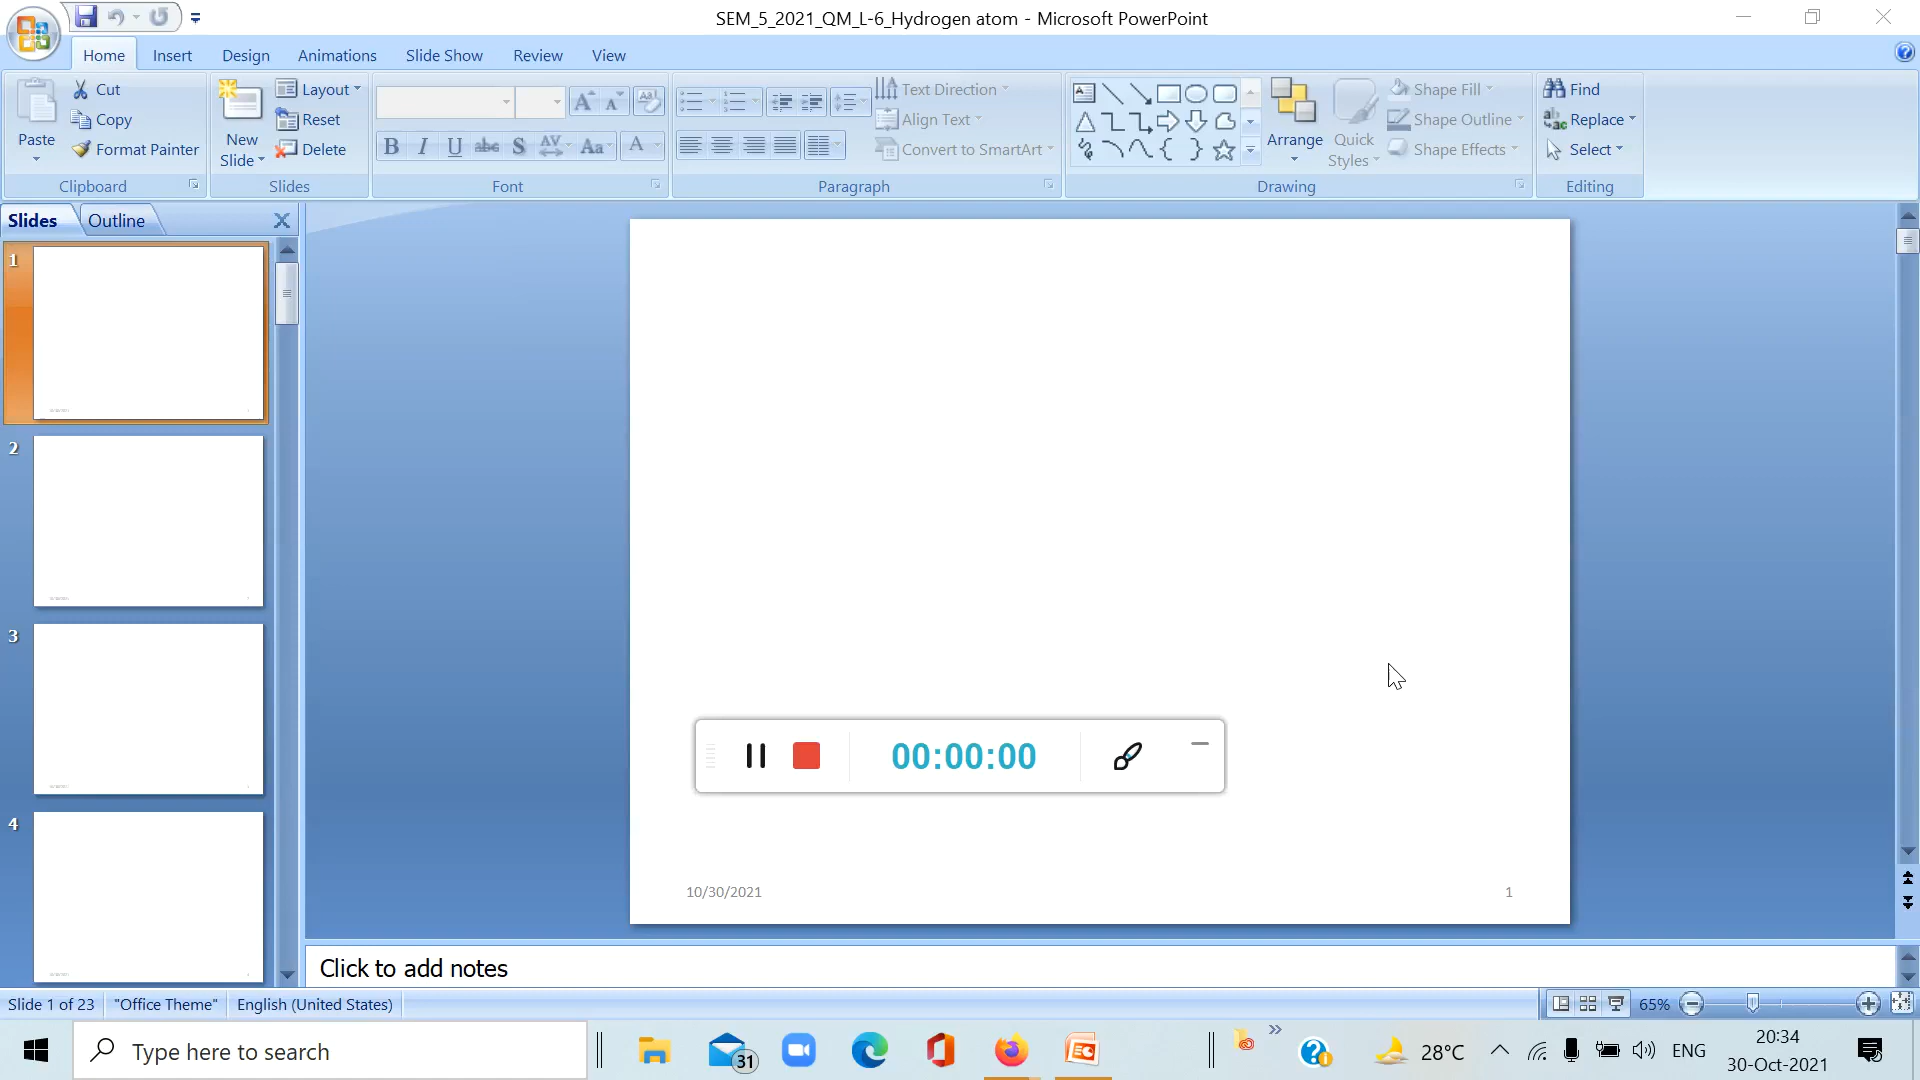 SEM_5_2021_QM_L-6_Hydrogen atom - Microsoft PowerPoint
Home Insert Design Animations Slide Show Review View
Paste
Cut
Copy
Format Painter
Clipboard
New
Slide
Layout
Reset
Delete
Slides
B I U abc S AV Aa A
Font
Text Direction
Align Text
Convert to SmartArt
Paragraph
Arrange
Quick
Styles
Shape Fill
Shape Outline
Shape Effects
Drawing
Find
Replace
Select
Editing
Slides Outline
1
2
3
4
00:00:00
10/30/2021 1
Click to add notes
Slide 1 of 23 "Office Theme" English (United States) 65%
Type here to search
31
28°C
ENG
20:34
30-Oct-2021